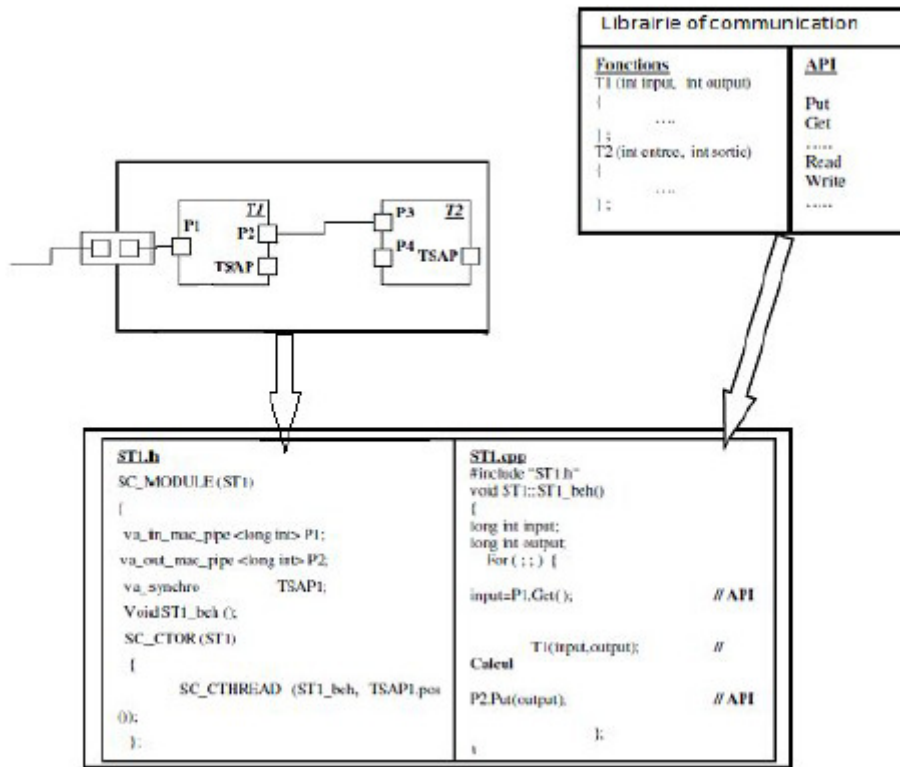 Librairie of communication
Fonctions
T1 (int input, int output)
{
....
} ;
T2 (int entree, int sortie)
{
....
} ;
API
Put
Get
.....
Read
Write
.....
T1
P1
P2
TSAP
T2
P3
P4
TSAP
ST1.h
SC_MODULE (ST1)
{
va_in_mac_pipe <long int> P1;
va_out_mac_pipe <long int> P2;
va_synchro TSAP1;
Void ST1_beh ();
SC_CTOR (ST1)
{
SC_CTHREAD (ST1_beh, TSAP1.pos
());
};
ST1.cpp
#include "ST1.h"
void ST1::ST1_beh()
{
long int input;
long int output;
For ( ; ; ) {
input=P1.Get( ); // API
T1(input,output); //
Calcul
P2.Put(output); // API
};
}